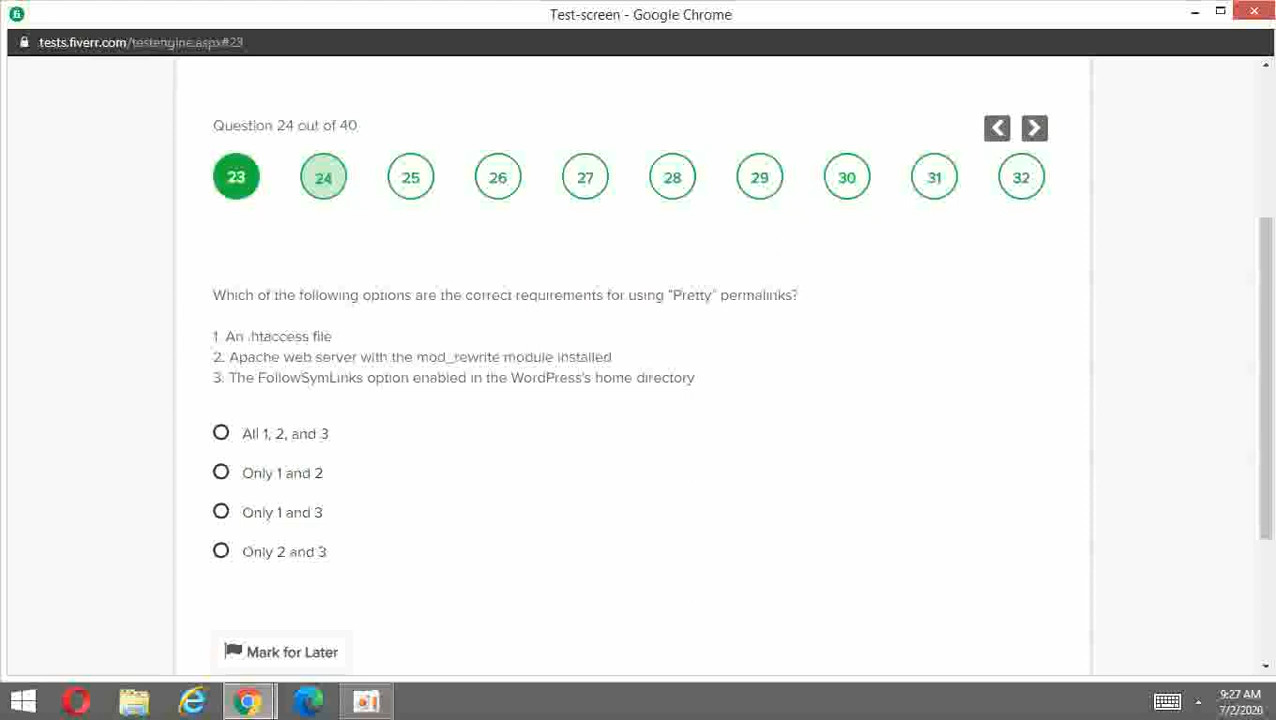 Test-screen - Google Chrome
tests.fiverr.com/testengine.aspx#23
Question 24 out of 40
23 24 25 26 27 28 29 30 31 32
Which of the following options are the correct requirements for using "Pretty" permalinks?
1 An .htaccess file
2. Apache web server with the mod_rewrite module installed
3. The FollowSymLinks option enabled in the WordPress's home directory
All 1, 2, and 3
Only 1 and 2
Only 1 and 3
Only 2 and 3
Mark for Later
9:27 AM
7/2/2020